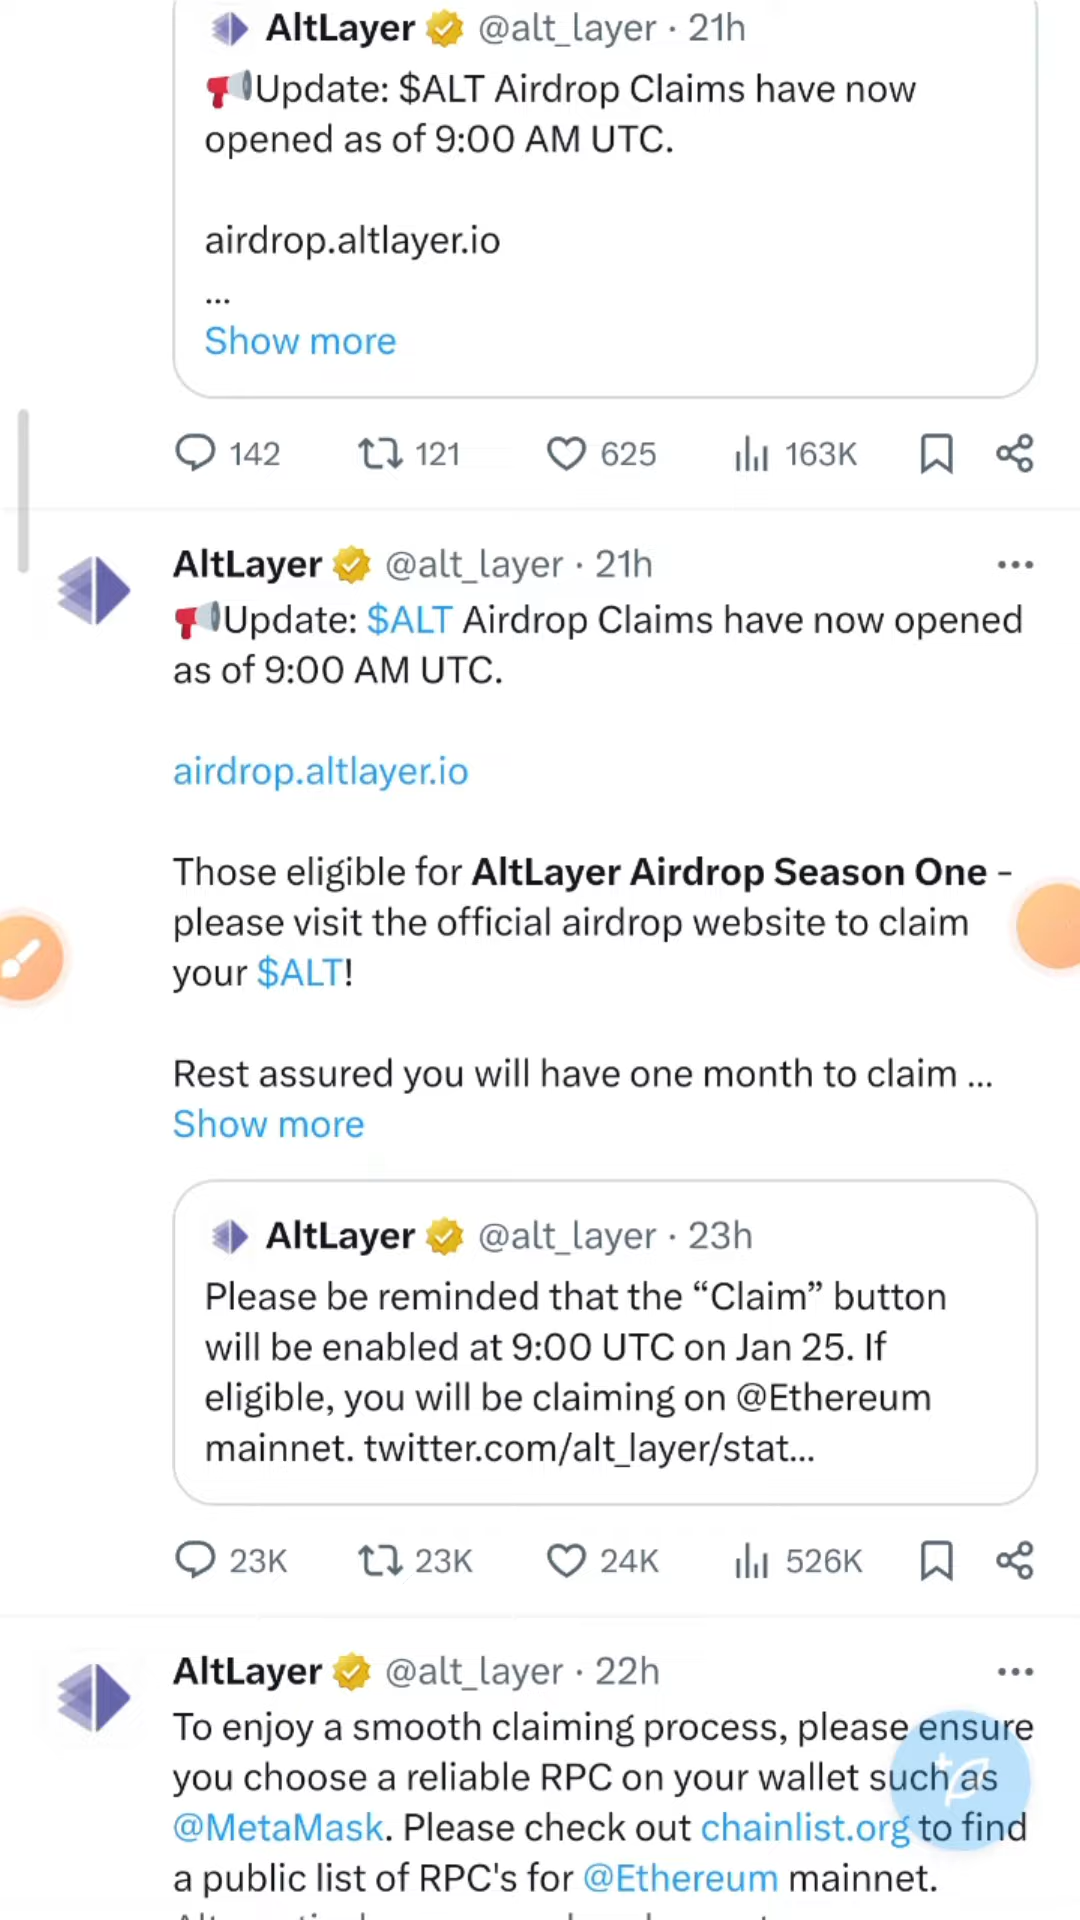 AltLayer @alt_layer · 21h
📢Update: $ALT Airdrop Claims have now
opened as of 9:00 AM UTC.
airdrop.altlayer.io
...
Show more
142 121 625 163K
AltLayer @alt_layer · 21h
📢Update: $ALT Airdrop Claims have now opened
as of 9:00 AM UTC.
airdrop.altlayer.io
Those eligible for AltLayer Airdrop Season One -
please visit the official airdrop website to claim
your $ALT!
Rest assured you will have one month to claim ...
Show more
AltLayer @alt_layer · 23h
Please be reminded that the “Claim” button
will be enabled at 9:00 UTC on Jan 25. If
eligible, you will be claiming on @Ethereum
mainnet. twitter.com/alt_layer/stat...
23K 23K 24K 526K
AltLayer @alt_layer · 22h
To enjoy a smooth claiming process, please ensure
you choose a reliable RPC on your wallet such as
@MetaMask. Please check out chainlist.org to find
a public list of RPC's for @Ethereum mainnet.